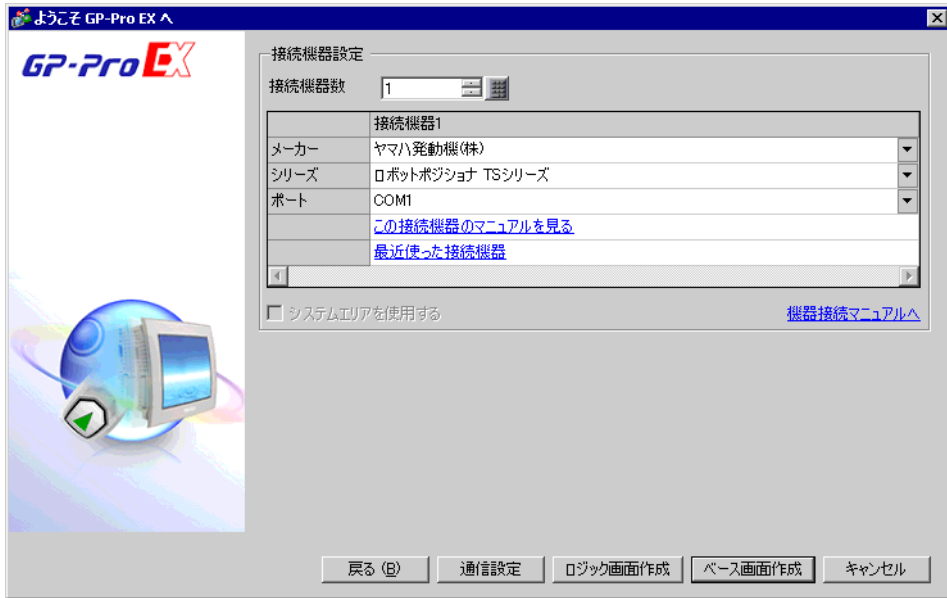 ようこそ GP-Pro EX へ
GP-Pro EX
接続機器設定
接続機器数 1
接続機器1
メーカー ヤマハ発動機(株)
シリーズ ロボットポジショナ TSシリーズ
ポート COM1
この接続機器のマニュアルを見る
最近使った接続機器
システムエリアを使用する 機器接続マニュアルへ
戻る (B) 通信設定 ロジック画面作成 ベース画面作成 キャンセル